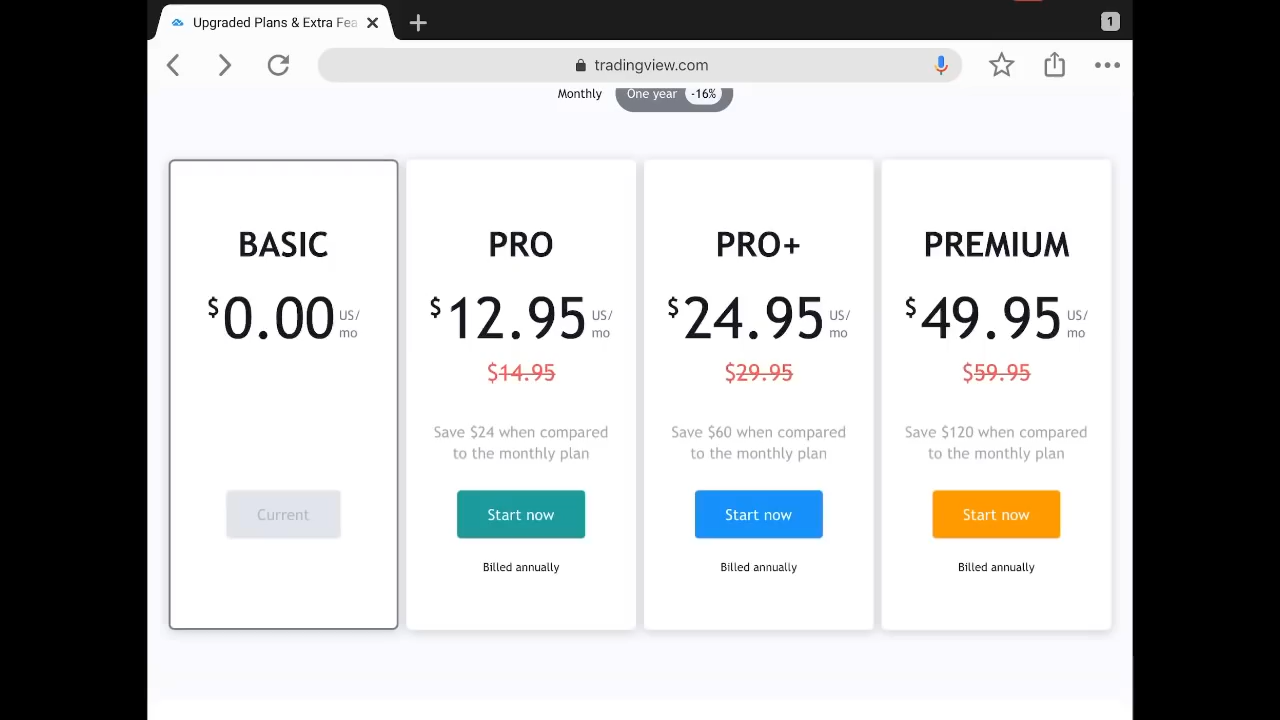 Upgraded Plans & Extra Fea
1
tradingview.com
Monthly One year -16%
BASIC
$0.00 US/
mo
Current
PRO
$12.95 US/
mo
$14.95
Save $24 when compared
to the monthly plan
Start now
Billed annually
PRO+
$24.95 US/
mo
$29.95
Save $60 when compared
to the monthly plan
Start now
Billed annually
PREMIUM
$49.95 US/
mo
$59.95
Save $120 when compared
to the monthly plan
Start now
Billed annually